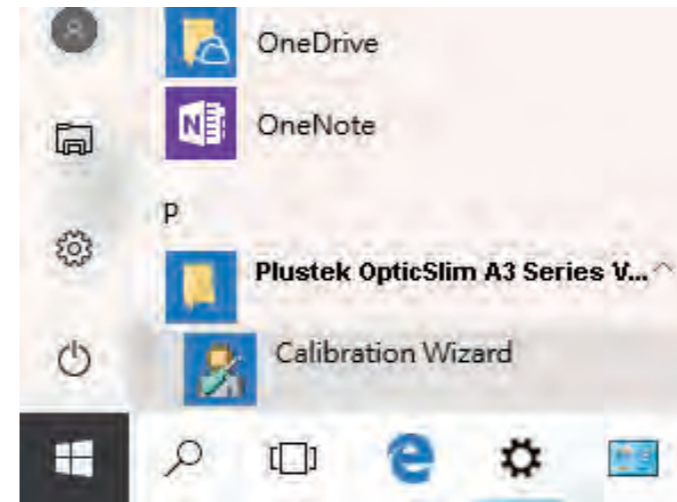 OneDrive
OneNote
P
Plustek OpticSlim A3 Series V...
Calibration Wizard